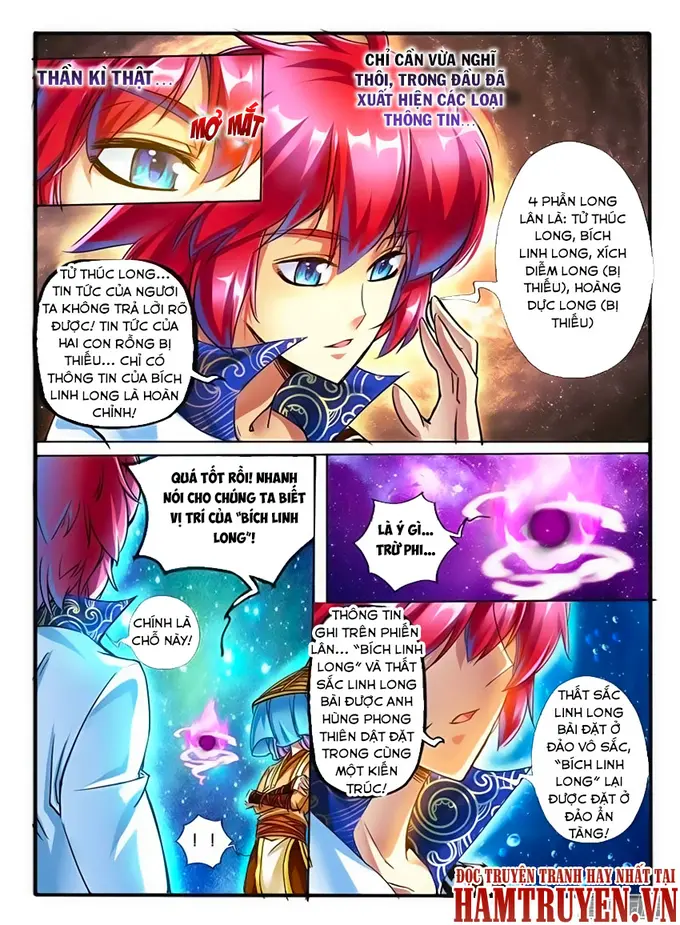 THẦN KÌ THẬT...
MỞ MẮT
CHỈ CẦN VỪA NGHĨ
THÔI, TRONG ĐẦU ĐÃ
XUẤT HIỆN CÁC LOẠI
THÔNG TIN...
4 PHẦN LONG
LÂN LÀ: TỬ THÚC
LONG, BÍCH
LINH LONG, XÍCH
DIỄM LONG (BỊ
THIẾU), HOÀNG
DỰC LONG (BỊ
THIẾU)
TỬ THÚC LONG...
TIN TỨC CỦA NGƯƠI
TA KHÔNG TRẢ LỜI RÕ
ĐƯỢC! TIN TỨC CỦA
HAI CON RỒNG BỊ
THIẾU... CHỈ CÓ
THÔNG TIN CỦA BÍCH
LINH LONG LÀ HOÀN
CHỈNH!
QUÁ TỐT RỒI! NHANH
NÓI CHO CHÚNG TA BIẾT
VỊ TRÍ CỦA "BÍCH LINH
LONG"!
CHÍNH LÀ
CHỖ NÀY!
! !
LÀ Ý GÌ...
TRỪ PHI...
THÔNG TIN
GHI TRÊN PHIẾN
LÂN... "BÍCH LINH
LONG" VÀ THẤT
SẮC LINH LONG
BÀI ĐƯỢC ANH
HÙNG PHONG
THIÊN DẬT ĐẶT
TRONG CÙNG
MỘT KIẾN
TRÚC!
THẤT SẮC
LINH LONG
BÀI ĐẶT Ở
ĐẢO VÔ SẮC,
"BÍCH LINH
LONG" LẠI
ĐƯỢC ĐẶT Ở
ĐẢO ẨN
TÀNG!
ĐỌC TRUYỆN TRANH HAY NHẤT TẠI
HAMTRUYEN.VN